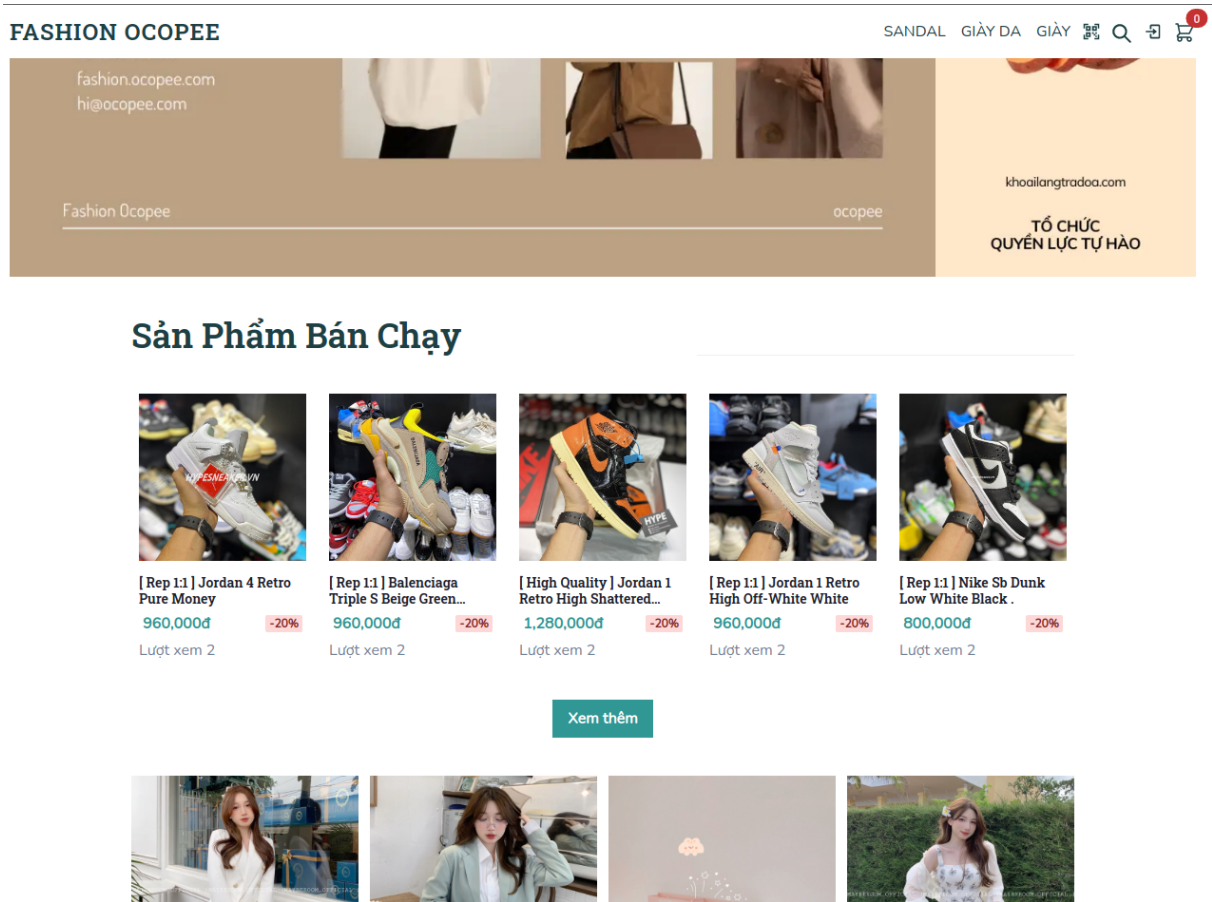 FASHION OCOPEE
SANDAL GIÀY DA GIÀY
0
fashion.ocopee.com
hi@ocopee.com
Fashion Ocopee
ocopee
khoailangtradoa.com
TỔ CHỨC
QUYỀN LỰC TỰ HÀO
Sản Phẩm Bán Chạy
HYPESNEAKER.VN
BALENCIAGA
HYPE
[ Rep 1:1 ] Jordan 4 Retro
Pure Money
960,000đ -20%
Lượt xem 2
[ Rep 1:1 ] Balenciaga
Triple S Beige Green...
960,000đ -20%
Lượt xem 2
[ High Quality ] Jordan 1
Retro High Shattered...
1,280,000đ -20%
Lượt xem 2
[ Rep 1:1 ] Jordan 1 Retro
High Off-White White
960,000đ -20%
Lượt xem 2
[ Rep 1:1 ] Nike Sb Dunk
Low White Black .
800,000đ -20%
Lượt xem 2
Xem thêm